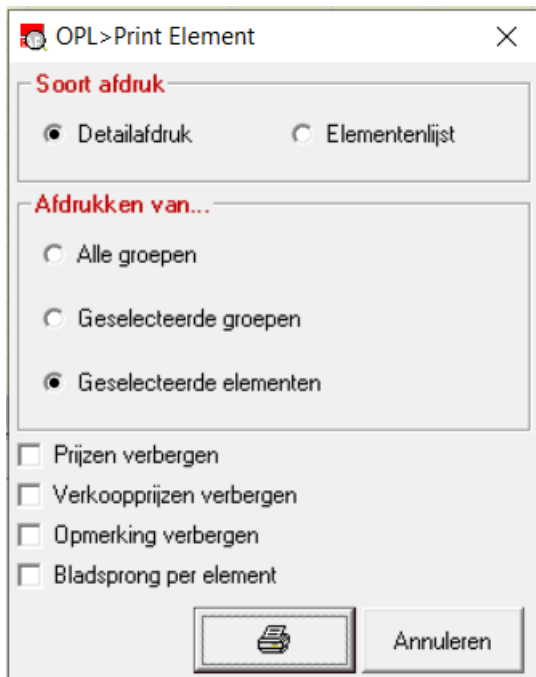 OPL>Print Element
Soort afdruk
Detailafdruk Elementenlijst
Afdrukken van...
Alle groepen
Geselecteerde groepen
Geselecteerde elementen
Prijzen verbergen
Verkoopprijzen verbergen
Opmerking verbergen
Bladsprong per element
Annuleren